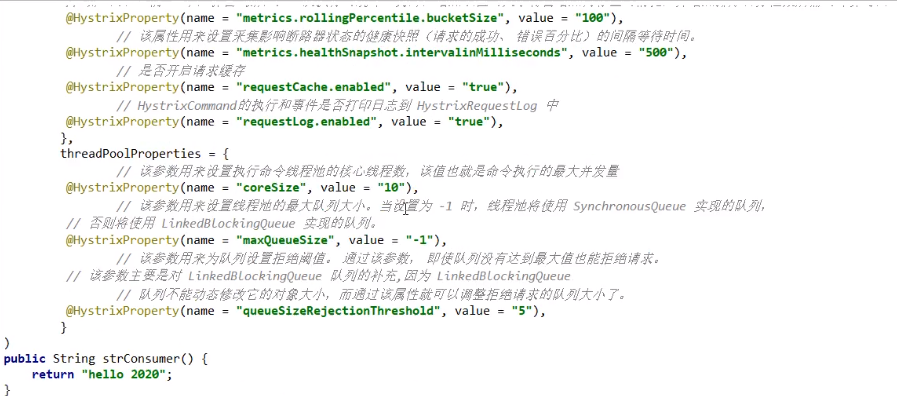 @HystrixProperty(name = "metrics.rollingPercentile.bucketSize", value = "100"),
// 该属性用来设置采集影响断路器状态的健康快照（请求的成功、 错误百分比）的间隔等待时间。
@HystrixProperty(name = "metrics.healthSnapshot.intervalinMilliseconds", value = "500"),
// 是否开启请求缓存
@HystrixProperty(name = "requestCache.enabled", value = "true"),
// HystrixCommand的执行和事件是否打印日志到 HystrixRequestLog 中
@HystrixProperty(name = "requestLog.enabled", value = "true"),
},
threadPoolProperties = {
// 该参数用来设置执行命令线程池的核心线程数，该值也就是命令执行的最大并发量
@HystrixProperty(name = "coreSize", value = "10"),
// 该参数用来设置线程池的最大队列大小。当设置为 -1 时，线程池将使用 SynchronousQueue 实现的队列，
// 否则将使用 LinkedBlockingQueue 实现的队列。
@HystrixProperty(name = "maxQueueSize", value = "-1"),
// 该参数用来为队列设置拒绝阈值。 通过该参数， 即使队列没有达到最大值也能拒绝请求。
// 该参数主要是对 LinkedBlockingQueue 队列的补充,因为 LinkedBlockingQueue
// 队列不能动态修改它的对象大小，而通过该属性就可以调整拒绝请求的队列大小了。
@HystrixProperty(name = "queueSizeRejectionThreshold", value = "5"),
}
)
public String strConsumer() {
return "hello 2020";
}